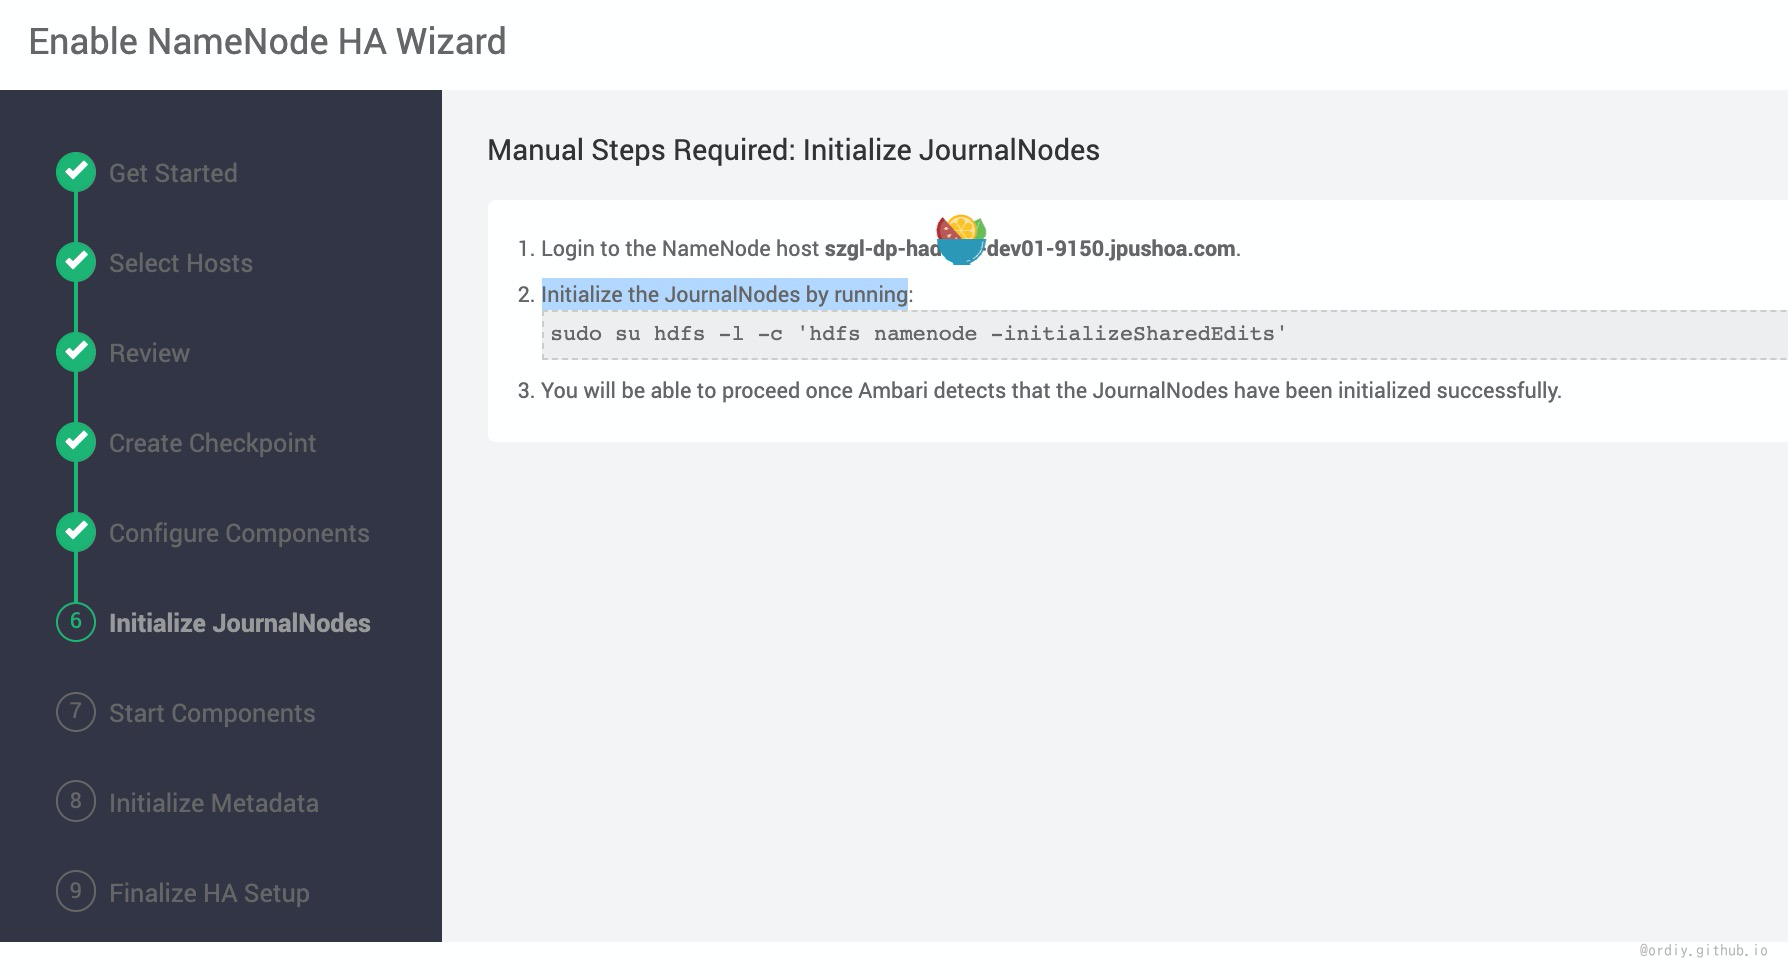 Enable NameNode HA Wizard
Get Started
Select Hosts
Review
Create Checkpoint
Configure Components
6 Initialize JournalNodes
7 Start Components
8 Initialize Metadata
9 Finalize HA Setup
Manual Steps Required: Initialize JournalNodes
1. Login to the NameNode host szgl-dp-had -dev01-9150.jpushoa.com.
2. Initialize the JournalNodes by running:
sudo su hdfs -l -c 'hdfs namenode -initializeSharedEdits'
3. You will be able to proceed once Ambari detects that the JournalNodes have been initialized successfully.
@ordiy.github.io